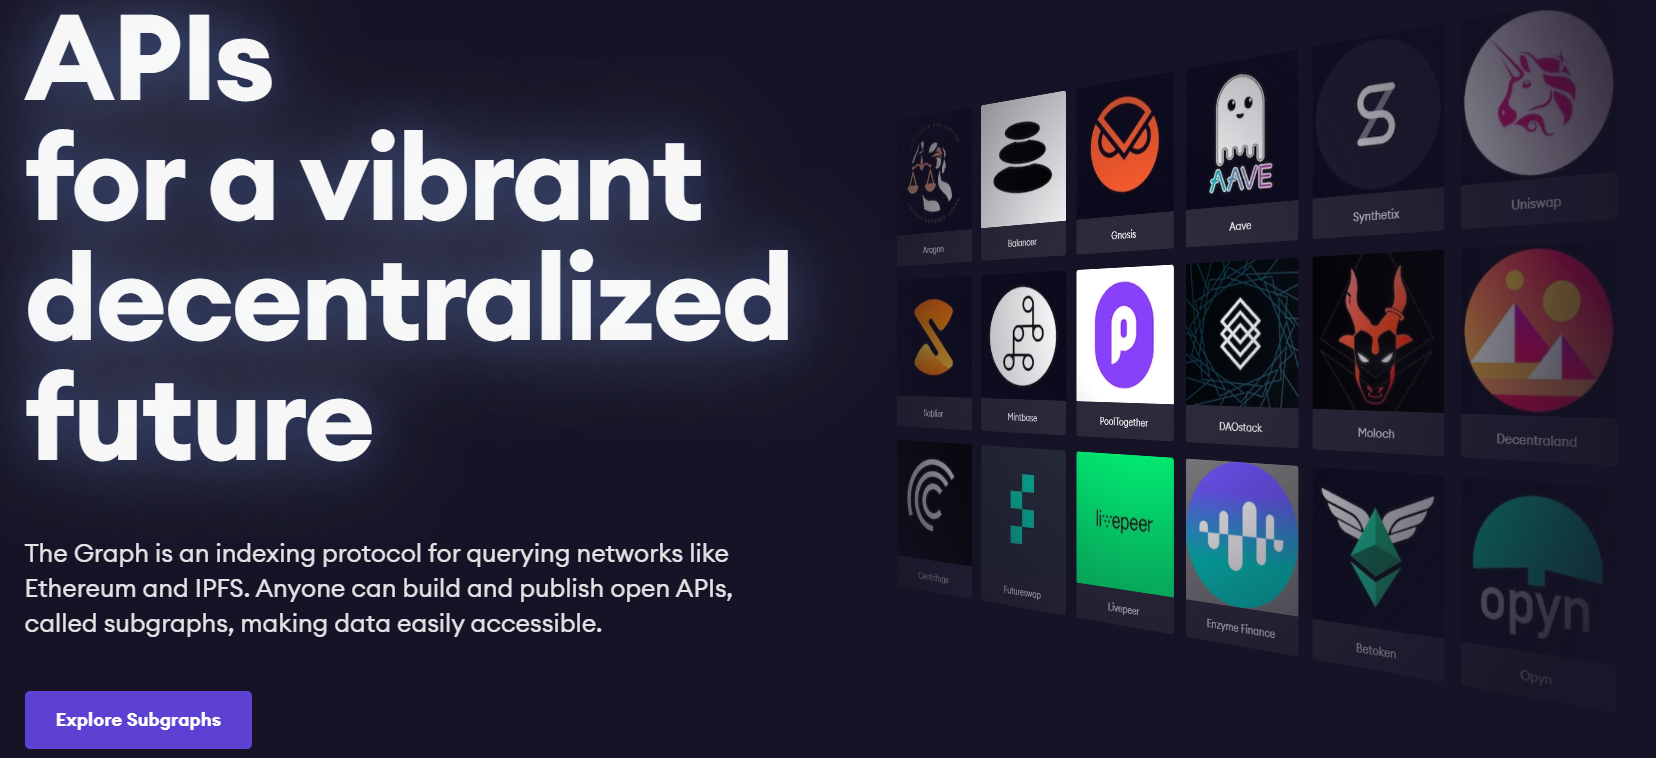 APIs
for a vibrant
decentralized
future
The Graph is an indexing protocol for querying networks like
Ethereum and IPFS. Anyone can build and publish open APIs,
called subgraphs, making data easily accessible.
Explore Subgraphs
Aragon
Balancer
Gnosis
AAVE
Aave
Synthetix
Uniswap
Sablier
Mintbase
PoolTogether
DAOstack
Moloch
Decentraland
Centrifuge
Futureswap
livepeer
Livepeer
Enzyme Finance
Betoken
opyn
Opyn